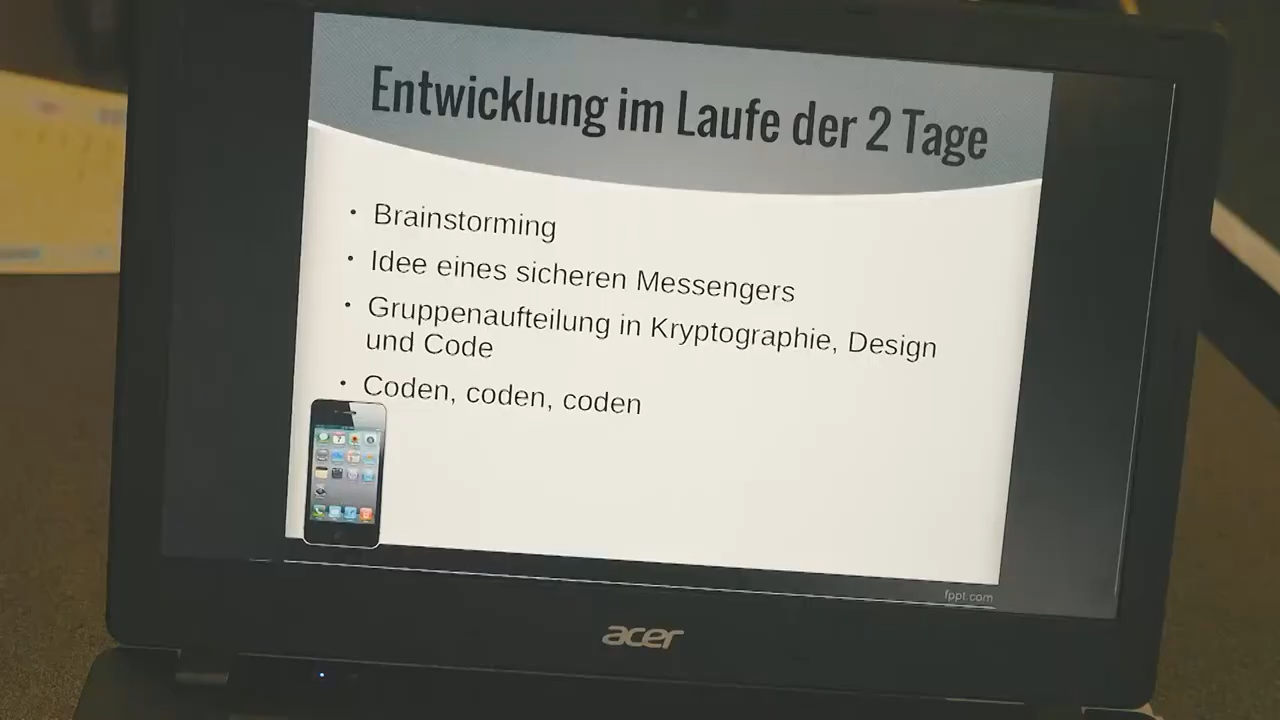 Entwicklung im Laufe der 2 Tage
• Brainstorming
• Idee eines sicheren Messengers
• Gruppenaufteilung in Kryptographie, Design
und Code
• Coden, coden, coden
fppt.com
acer